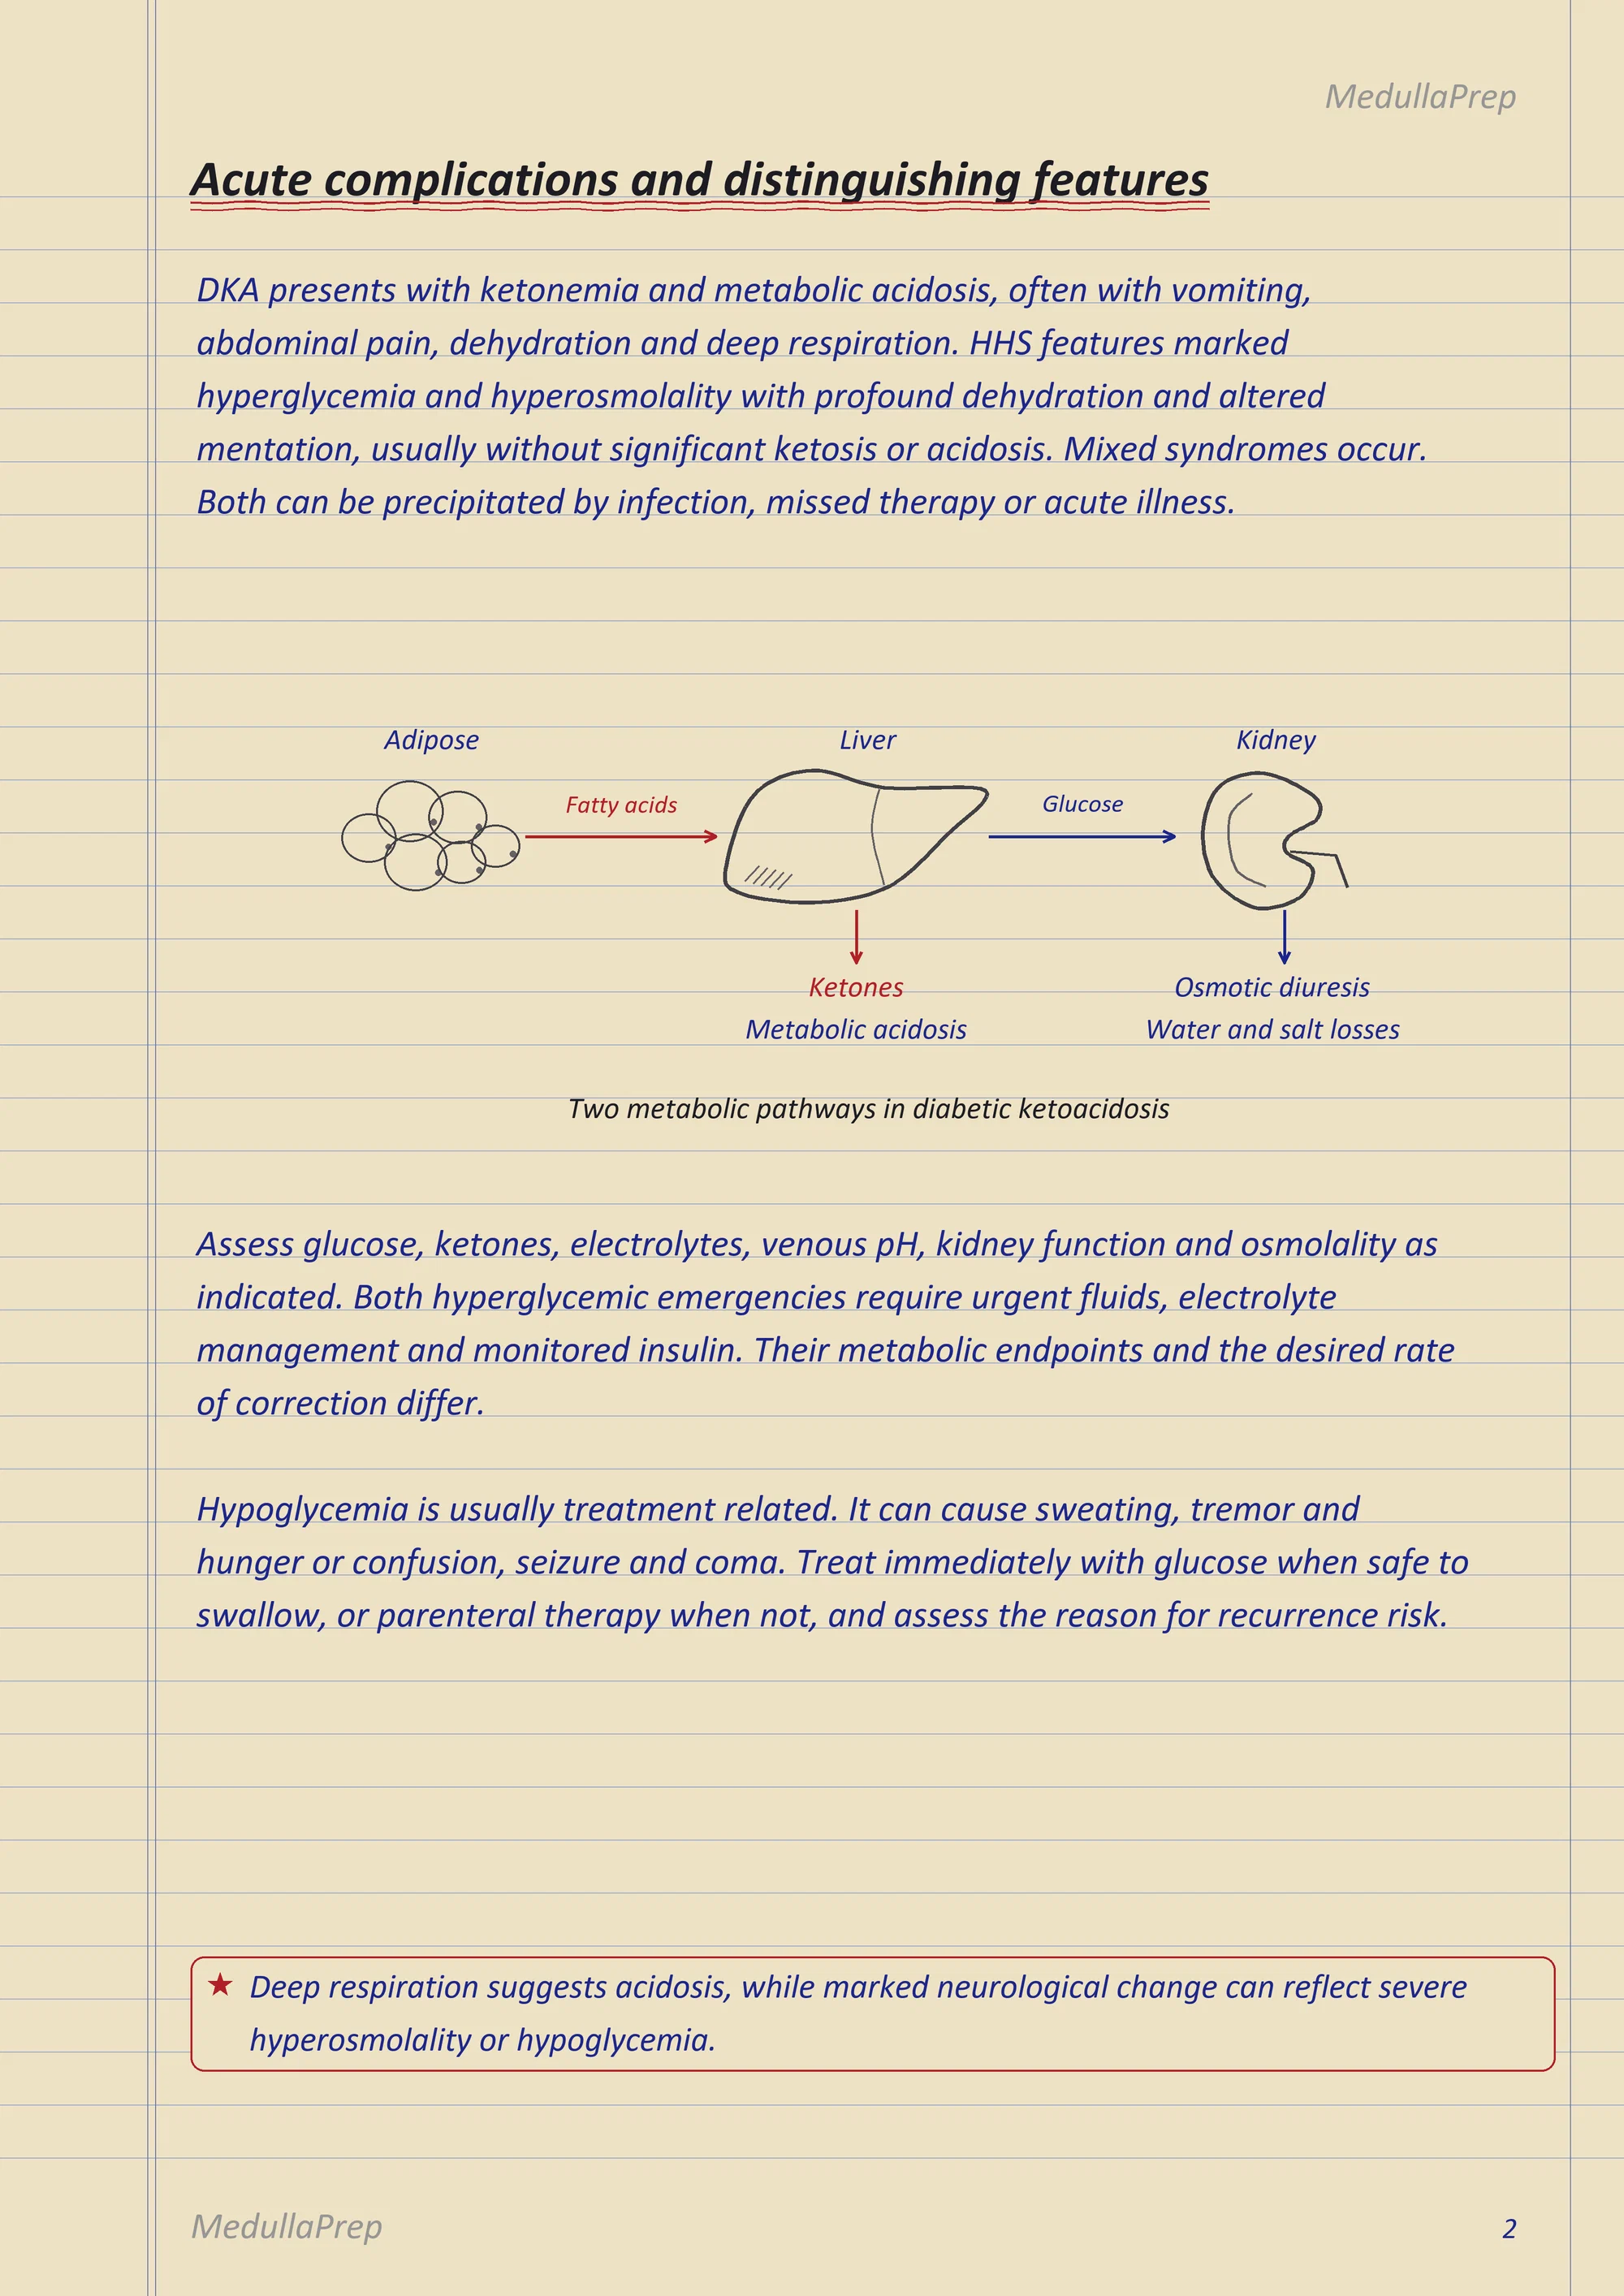 MedullaPrep
Acute complications and distinguishing features
DKA presents with ketonemia and metabolic acidosis, often with vomiting,
abdominal pain, dehydration and deep respiration. HHS features marked
hyperglycemia and hyperosmolality with profound dehydration and altered
mentation, usually without significant ketosis or acidosis. Mixed syndromes occur.
Both can be precipitated by infection, missed therapy or acute illness.
Adipose
Liver
Kidney
Fatty acids
Glucose
Ketones
Metabolic acidosis
Osmotic diuresis
Water and salt losses
Two metabolic pathways in diabetic ketoacidosis
Assess glucose, ketones, electrolytes, venous pH, kidney function and osmolality as
indicated. Both hyperglycemic emergencies require urgent fluids, electrolyte
management and monitored insulin. Their metabolic endpoints and the desired rate
of correction differ.
Hypoglycemia is usually treatment related. It can cause sweating, tremor and
hunger or confusion, seizure and coma. Treat immediately with glucose when safe to
swallow, or parenteral therapy when not, and assess the reason for recurrence risk.
★ Deep respiration suggests acidosis, while marked neurological change can reflect severe
hyperosmolality or hypoglycemia.
MedullaPrep
2